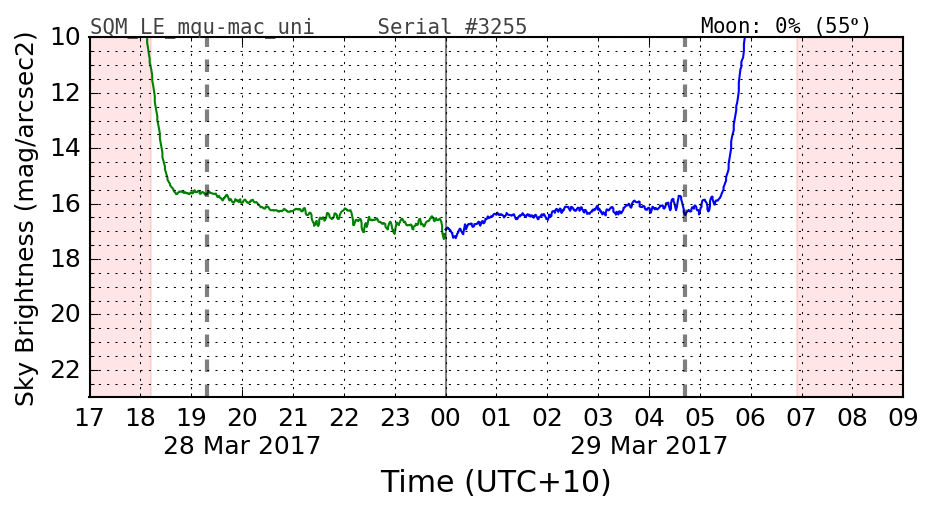 SQM_LE_mqu-mac_uni Serial #3255 Moon: 0% (55°)
Sky Brightness (mag/arcsec2)
10
12
14
16
18
20
22
17 18 19 20 21 22 23 00 01 02 03 04 05 06 07 08 09
28 Mar 2017 29 Mar 2017
Time (UTC+10)